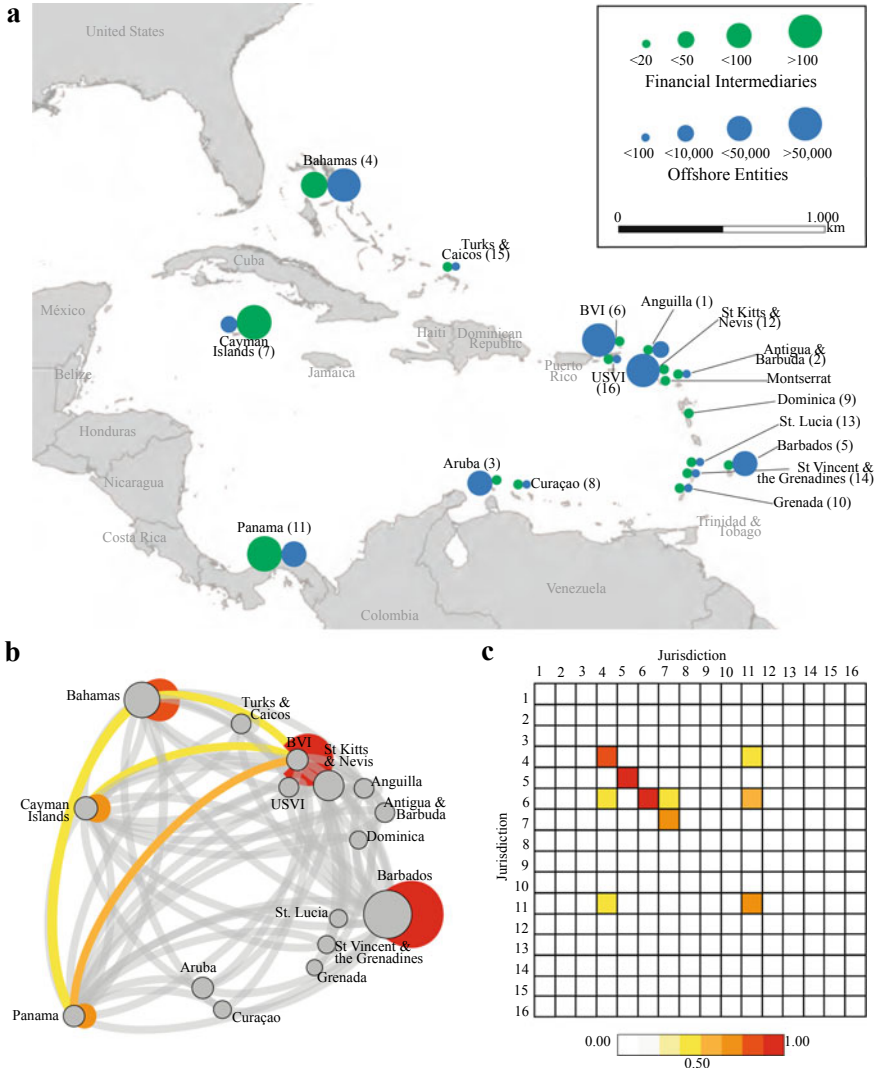 a
United States
<20 <50 <100 >100
Financial Intermediaries
<100 <10,000 <50,000 >50,000
Offshore Entities
0 1.000
km
Bahamas (4)
Turks &
Caicos (15)
Cuba
México
Cayman
Islands (7)
Haiti
Dominican
Republic
Jamaica
Belize
Puerto
Rico
BVI (6)
Anguilla (1)
St Kitts &
Nevis (12)
USVI
(16)
Antigua &
Barbuda (2)
Montserrat
Dominica (9)
St. Lucia (13)
Barbados (5)
St Vincent &
the Grenadines (14)
Grenada (10)
Honduras
Nicaragua
Aruba (3)
Curaçao (8)
Costa Rica
Panama (11)
Trinidad &
Tobago
Venezuela
Colombia
b
Bahamas
Turks &
Caicos
BVI
St Kitts
& Nevis
USVI
Anguilla
Antigua &
Barbuda
Cayman
Islands
Dominica
Barbados
St. Lucia
St Vincent &
the Grenadines
Grenada
Aruba
Curaçao
Panama
c
Jurisdiction
1 2 3 4 5 6 7 8 9 10 11 12 13 14 15 16
Jurisdiction
1
2
3
4
5
6
7
8
9
10
11
12
13
14
15
16
0.00 1.00
0.50